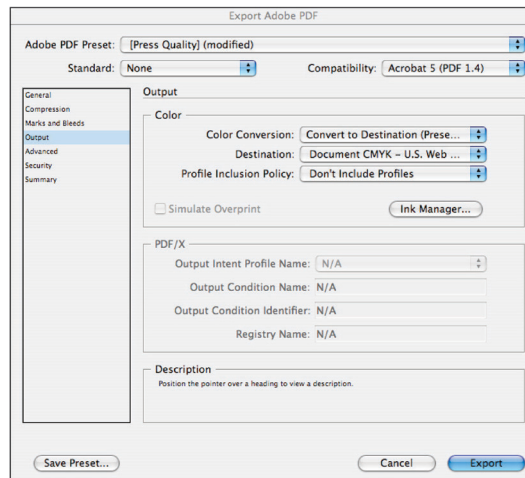 Export Adobe PDF
Adobe PDF Preset: [Press Quality] (modified)
Standard: None Compatibility: Acrobat 5 (PDF 1.4)
General
Compression
Marks and Bleeds
Output
Advanced
Security
Summary
Output
Color
Color Conversion: Convert to Destination (Prese...
Destination: Document CMYK – U.S. Web ...
Profile Inclusion Policy: Don't Include Profiles
Simulate Overprint Ink Manager...
PDF/X
Output Intent Profile Name: N/A
Output Condition Name: N/A
Output Condition Identifier: N/A
Registry Name: N/A
Description
Position the pointer over a heading to view a description.
Save Preset... Cancel Export